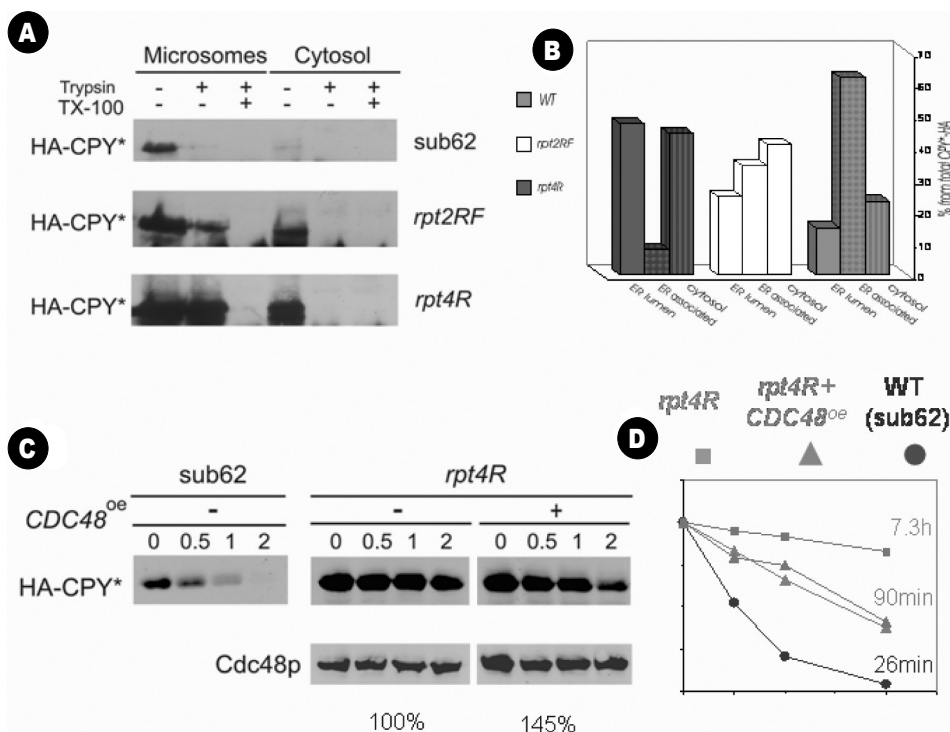 A
Microsomes Cytosol
Trypsin - + + - + +
TX-100 - - + - - +
HA-CPY* sub62
HA-CPY* rpt2RF
HA-CPY* rpt4R
B
WT
rpt2RF
rpt4R
70
60
50
40
30
20
10
0
% from total CPY*-HA
ER lumen
ER associated
cytosol
ER lumen
ER associated
cytosol
ER lumen
ER associated
cytosol
C
sub62 rpt4R
CDC48oe - - +
0 0.5 1 2 0 0.5 1 2 0 0.5 1 2
HA-CPY*
Cdc48p
100% 145%
D
rpt4R rpt4R+ CDC48oe WT (sub62)
7.3h
90min
26min